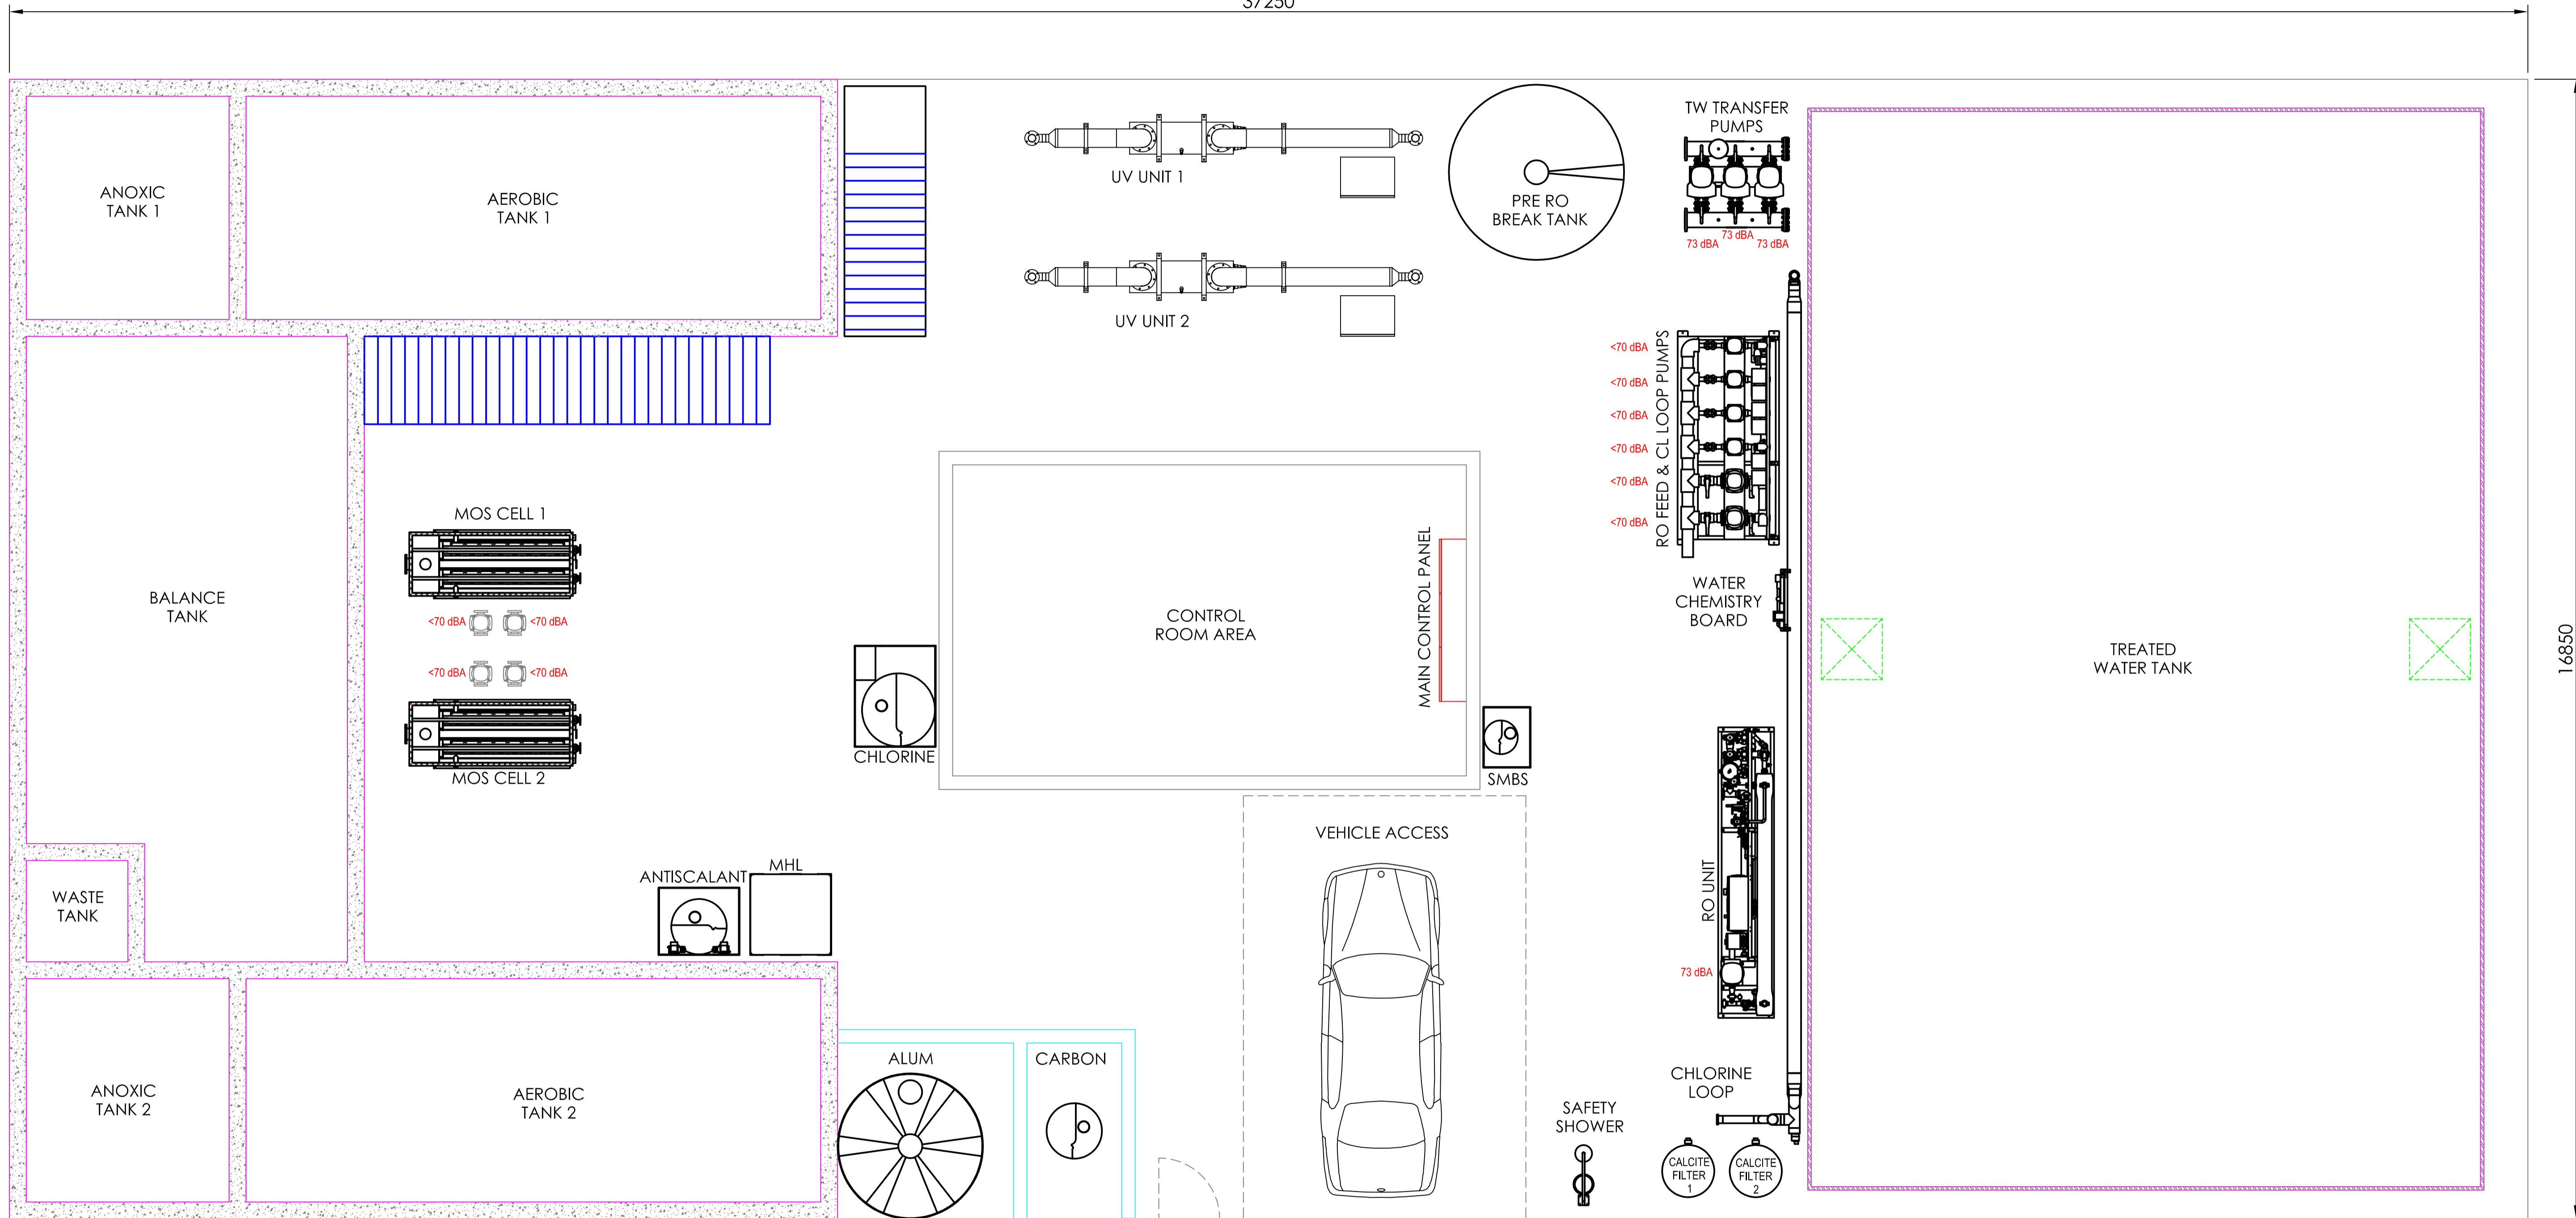 37250
TW TRANSFER
PUMPS
73 dBA
73 dBA
73 dBA
ANOXIC
TANK 1
AEROBIC
TANK 1
UV UNIT 1
PRE RO
BREAK TANK
UV UNIT 2
<70 dBA
<70 dBA
<70 dBA
<70 dBA
<70 dBA
<70 dBA
RO FEED & CL LOOP PUMPS
MOS CELL 1
<70 dBA
<70 dBA
<70 dBA
<70 dBA
MOS CELL 2
BALANCE
TANK
CONTROL
ROOM AREA
MAIN CONTROL PANEL
WATER
CHEMISTRY
BOARD
TREATED
WATER TANK
16850
CHLORINE
SMBS
VEHICLE ACCESS
ANTISCALANT
MHL
WASTE
TANK
RO UNIT
73 dBA
ALUM
CARBON
CHLORINE
LOOP
ANOXIC
TANK 2
AEROBIC
TANK 2
SAFETY
SHOWER
CALCITE
FILTER
1
CALCITE
FILTER
2